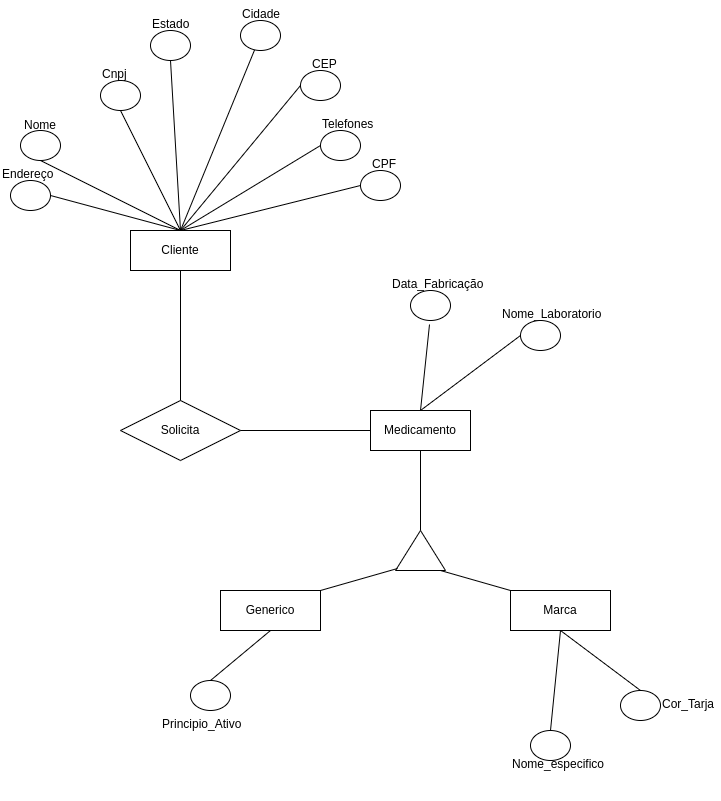 Cidade
Estado
CEP
Cnpj
Telefones
Nome
CPF
Endereço
Cliente
Data_Fabricação
Nome_Laboratorio
Solicita
Medicamento
Generico
Marca
Cor_Tarja
Principio_Ativo
Nome_especifico